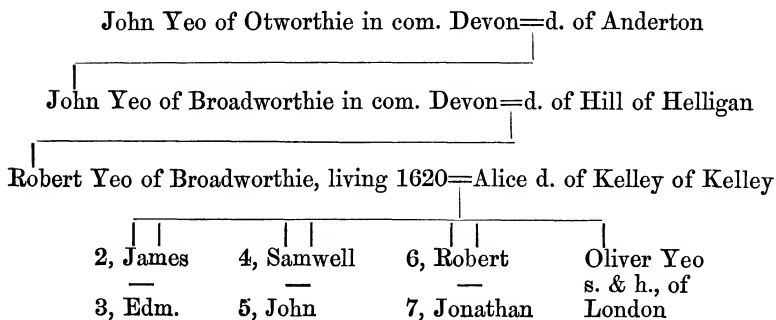 John Yeo of Otworthie in com. Devon=d. of Anderton
John Yeo of Broadworthie in com. Devon=d. of Hill of Helligan
Robert Yeo of Broadworthie, living 1620=Alice d. of Kelley of Kelley
2, James 4, Samwell 6, Robert Oliver Yeo
s. & h., of
3, Edm. 5, John 7, Jonathan London